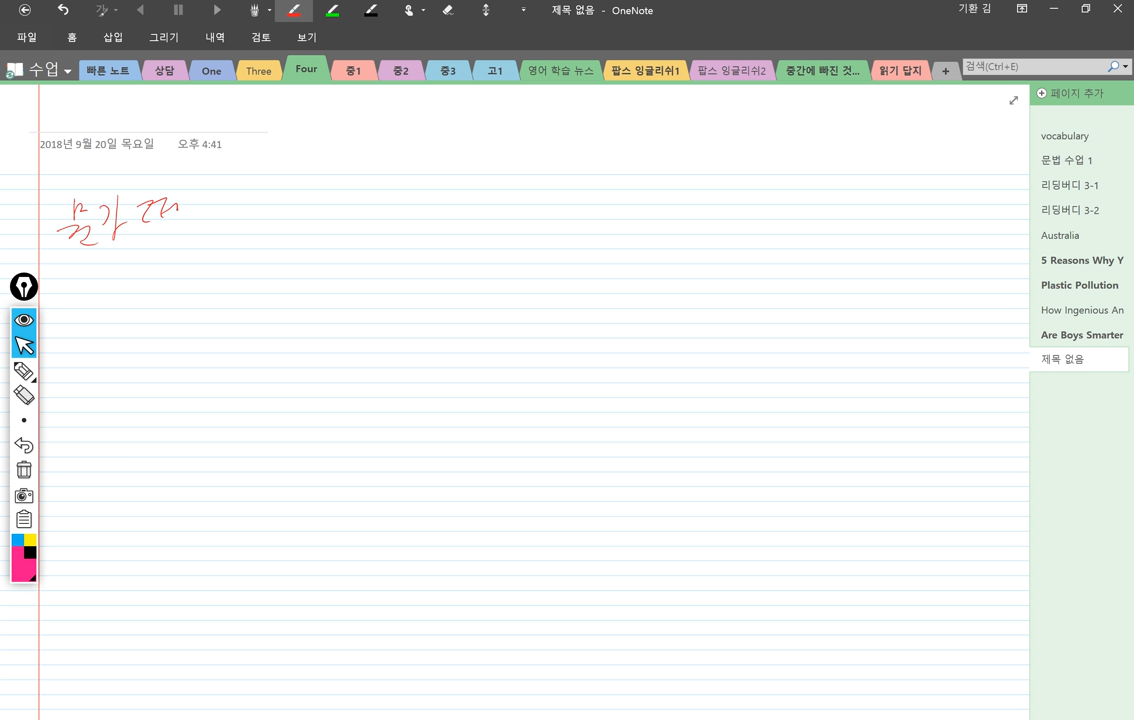 제목 없음 - OneNote
기환 김
파일 홈 삽입 그리기 내역 검토 보기
수업 빠른 노트 상담 One Three Four 중1 중2 중3 고1 영어 학습 뉴스 팝스 잉글리쉬1 팝스 잉글리쉬2 중간에 빠진 것... 읽기 답지 검색(Ctrl+E)
페이지 추가
2018년 9월 20일 목요일 오후 4:41
vocabulary
문법 수업 1
리딩버디 3-1
리딩버디 3-2
Australia
5 Reasons Why Y
Plastic Pollution
How Ingenious An
Are Boys Smarter
제목 없음